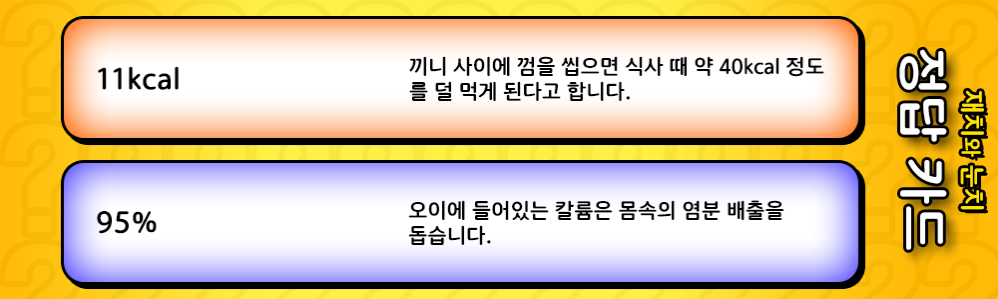 11kcal
끼니 사이에 껌을 씹으면 식사 때 약 40kcal 정도
를 덜 먹게 된다고 합니다.
95%
오이에 들어있는 칼륨은 몸속의 염분 배출을
돕습니다.
재치와 눈치
정답 카드